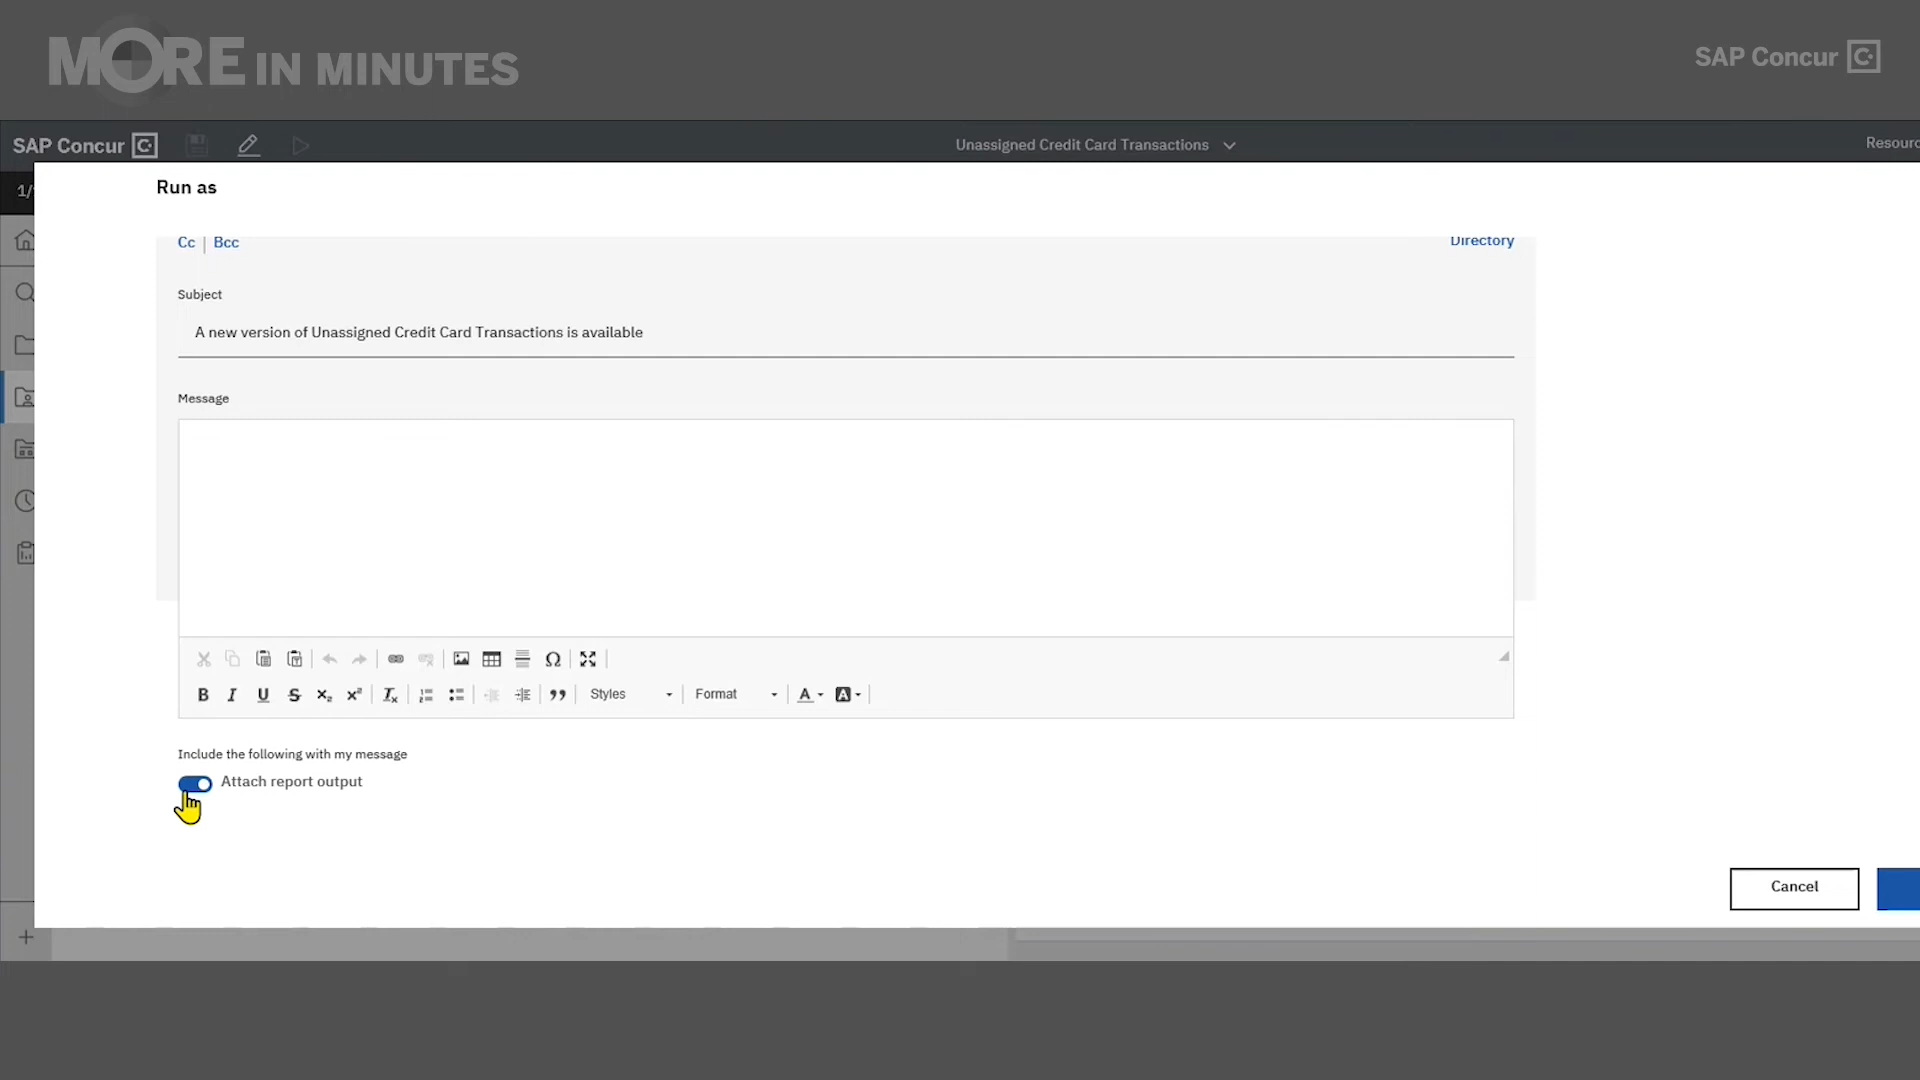 MORE IN MINUTES
SAP Concur
SAP Concur
Unassigned Credit Card Transactions
Resourc
1/
Run as
Cc | Bcc
Directory
Subject
A new version of Unassigned Credit Card Transactions is available
Message
Styles
Format
Include the following with my message
Attach report output
Cancel